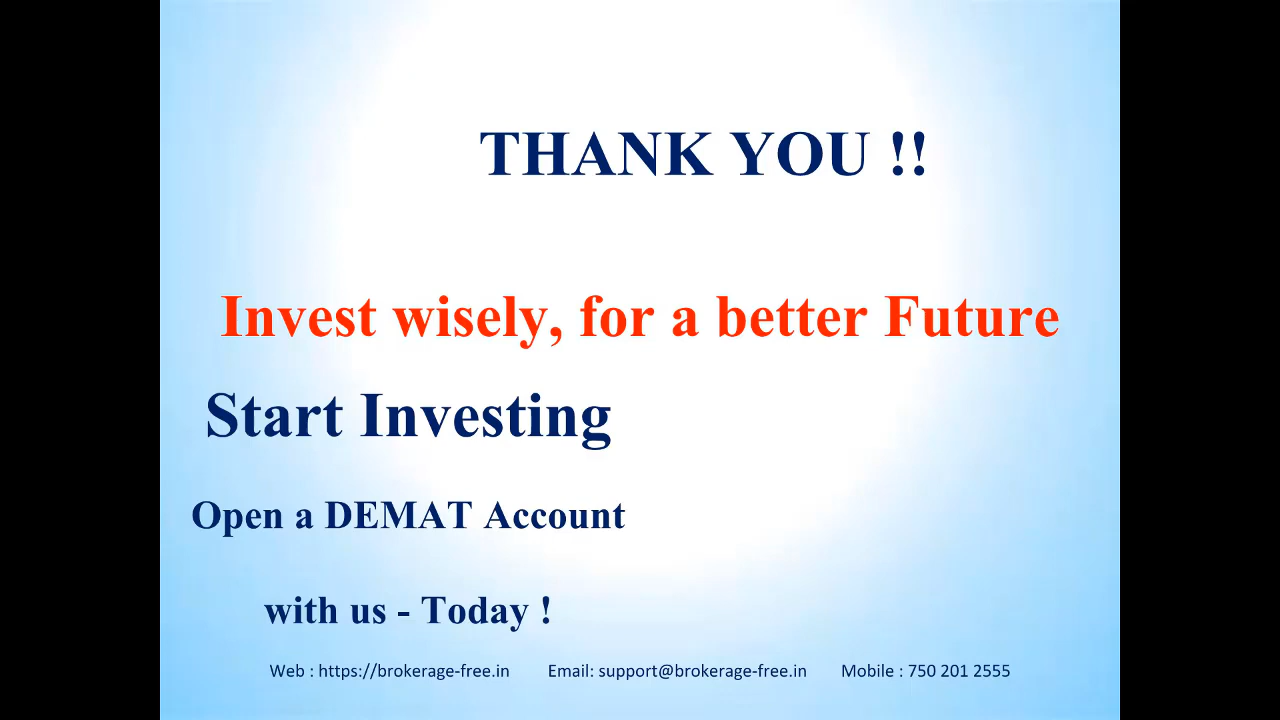 THANK YOU !!
Invest wisely, for a better Future
Start Investing
Open a DEMAT Account
with us - Today !
Web : https://brokerage-free.in Email: support@brokerage-free.in Mobile : 750 201 2555